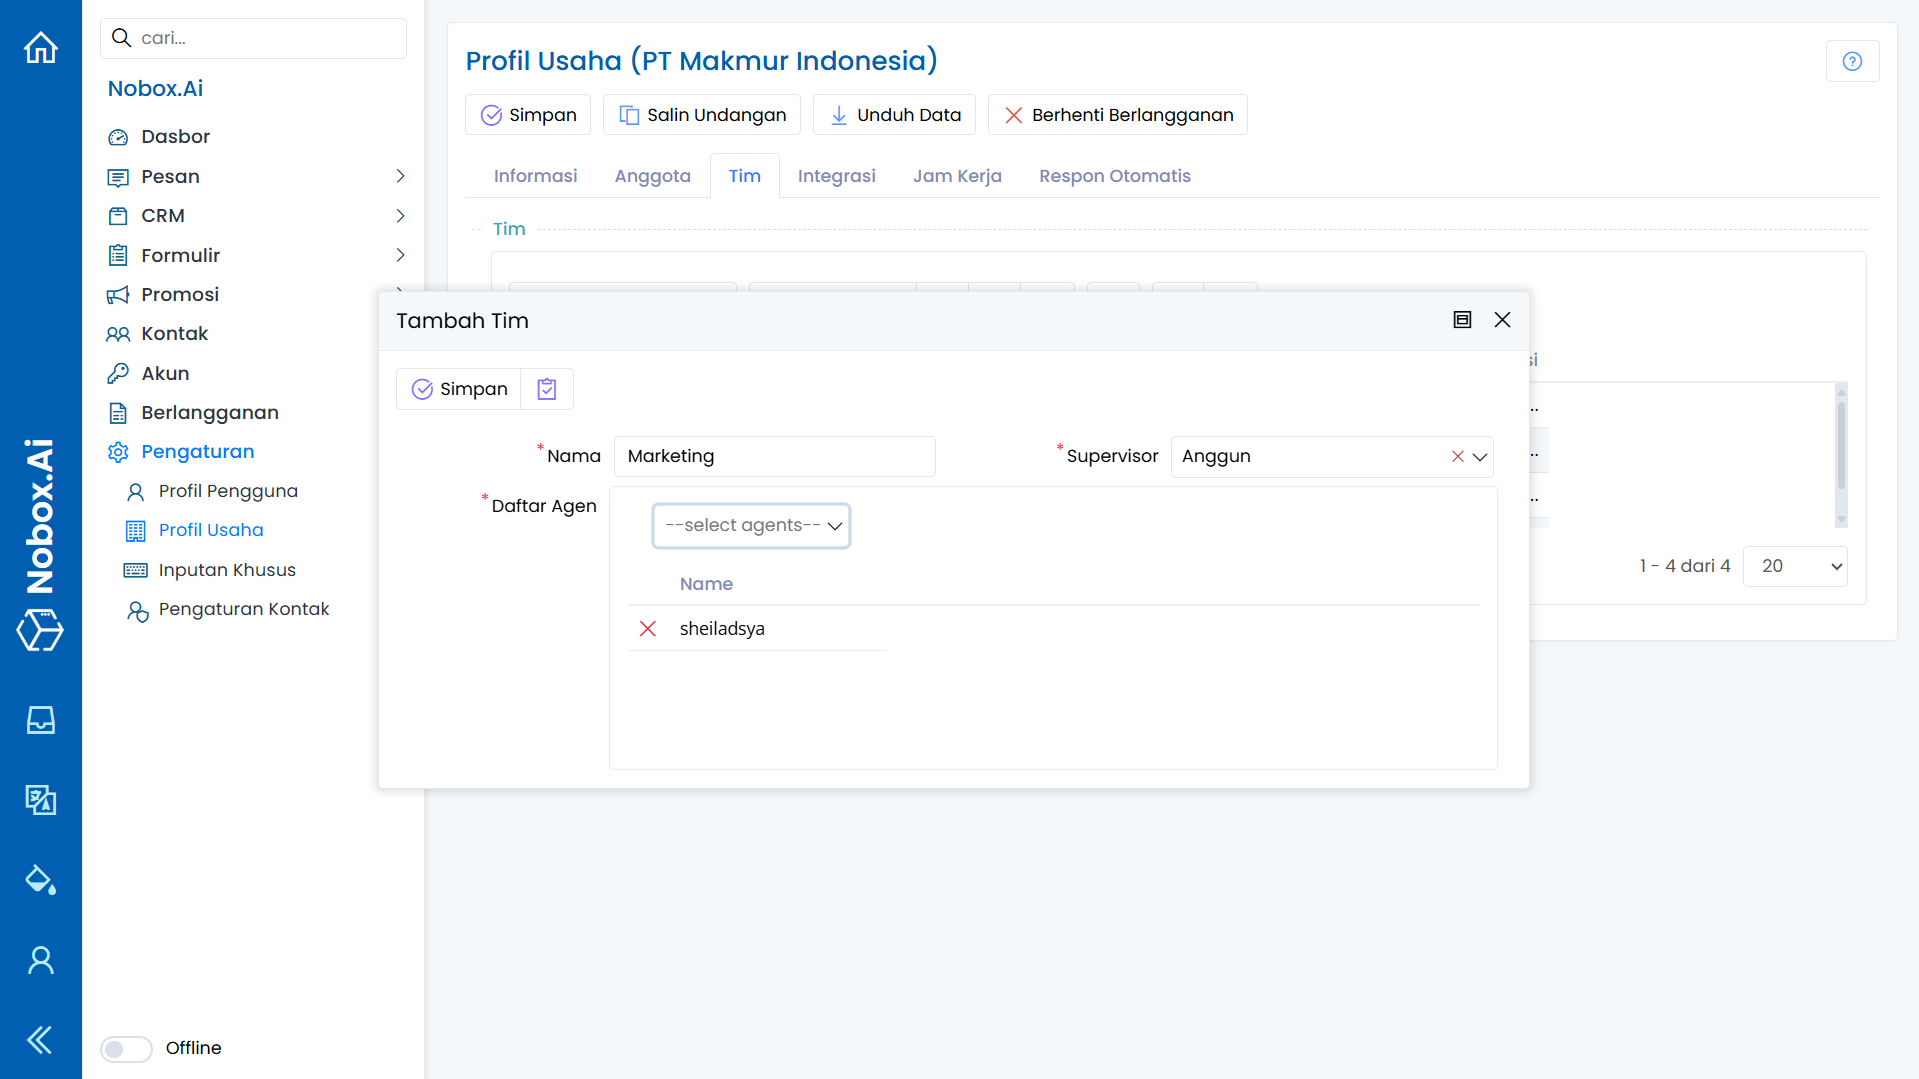 cari...
Nobox.Ai
Dasbor
Pesan
CRM
Formulir
Promosi
Kontak
Akun
Berlangganan
Pengaturan
Profil Pengguna
Profil Usaha
Inputan Khusus
Pengaturan Kontak
Offline
Nobox.Ai
Profil Usaha (PT Makmur Indonesia)
Simpan
Salin Undangan
Unduh Data
Berhenti Berlangganan
Informasi
Anggota
Tim
Integrasi
Jam Kerja
Respon Otomatis
Tim
Tambah Tim
Simpan
*Nama
Marketing
*Supervisor
Anggun
*Daftar Agen
--select agents--
Name
sheiladsya
1 - 4 dari 4
20